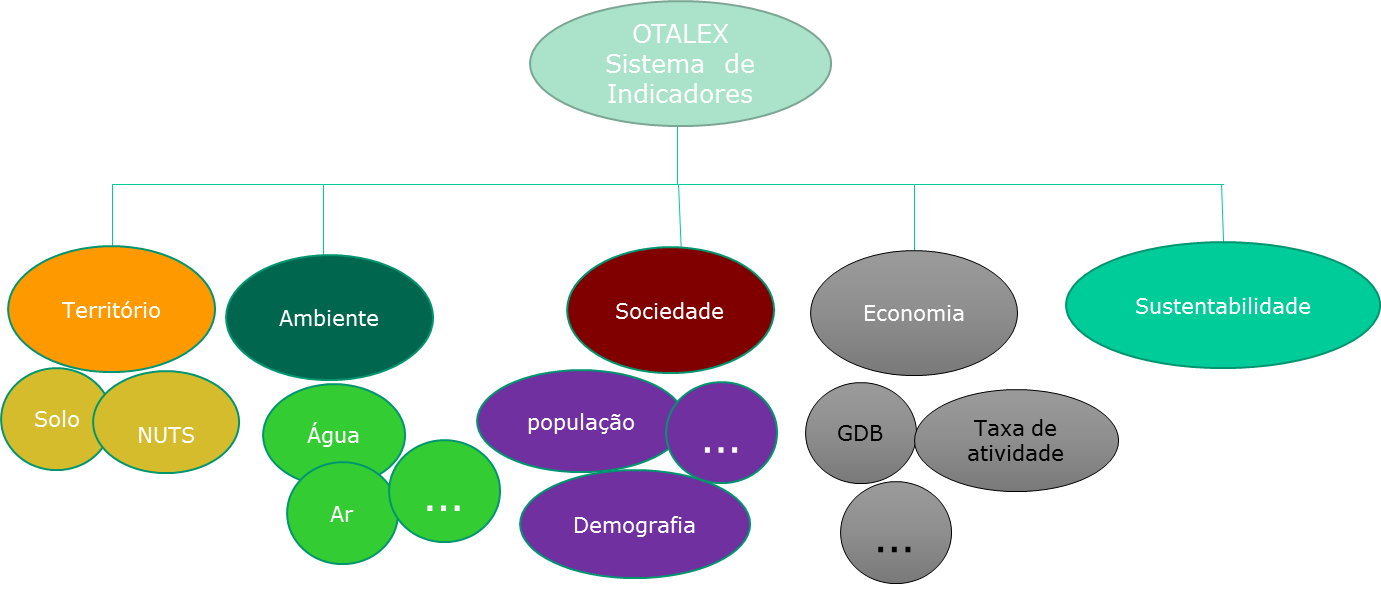 OTALEX
Sistema de
Indicadores
Território
Ambiente
Sociedade
Economia
Sustentabilidade
Solo
NUTS
Água
Ar
...
população
...
Demografia
GDB
Taxa de
atividade
...